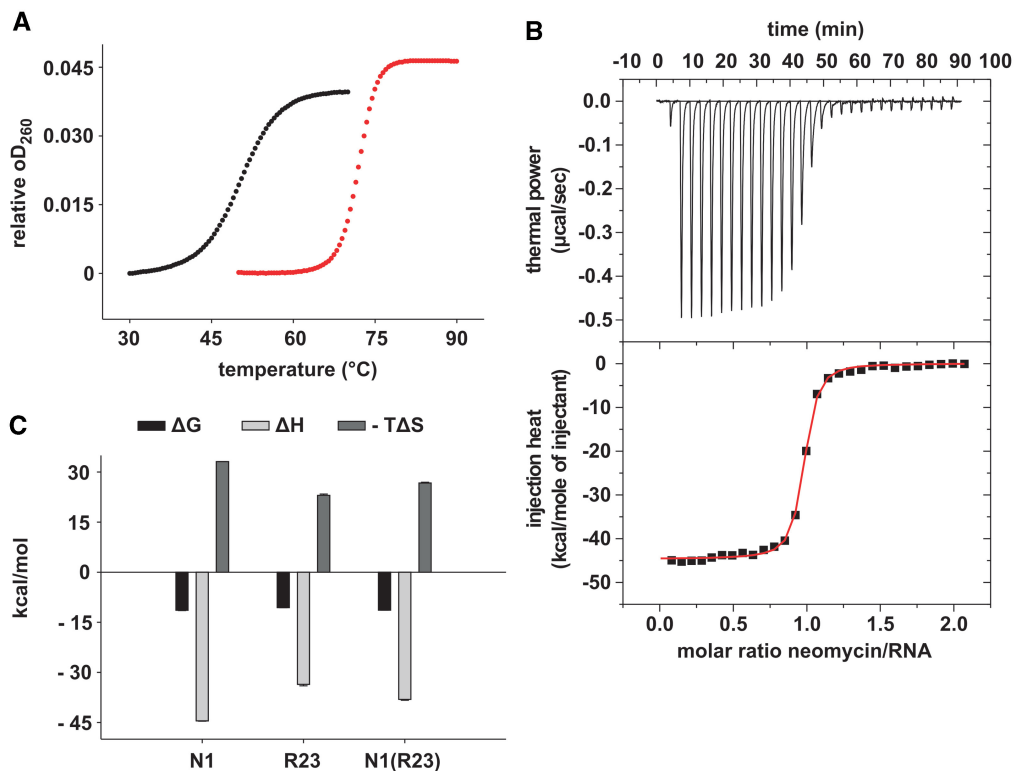 A
relative oD260
0.045
0.030
0.015
0
30 45 60 75 90
temperature (°C)
B
time (min)
-10 0 10 20 30 40 50 60 70 80 90 100
thermal power
(µcal/sec)
0.0
-0.1
-0.2
-0.3
-0.4
-0.5
injection heat
(kcal/mole of injectant)
0
-10
-20
-30
-40
-50
0.0 0.5 1.0 1.5 2.0
molar ratio neomycin/RNA
C
ΔG ΔH - TΔS
kcal/mol
30
15
0
- 15
- 30
- 45
N1 R23 N1(R23)